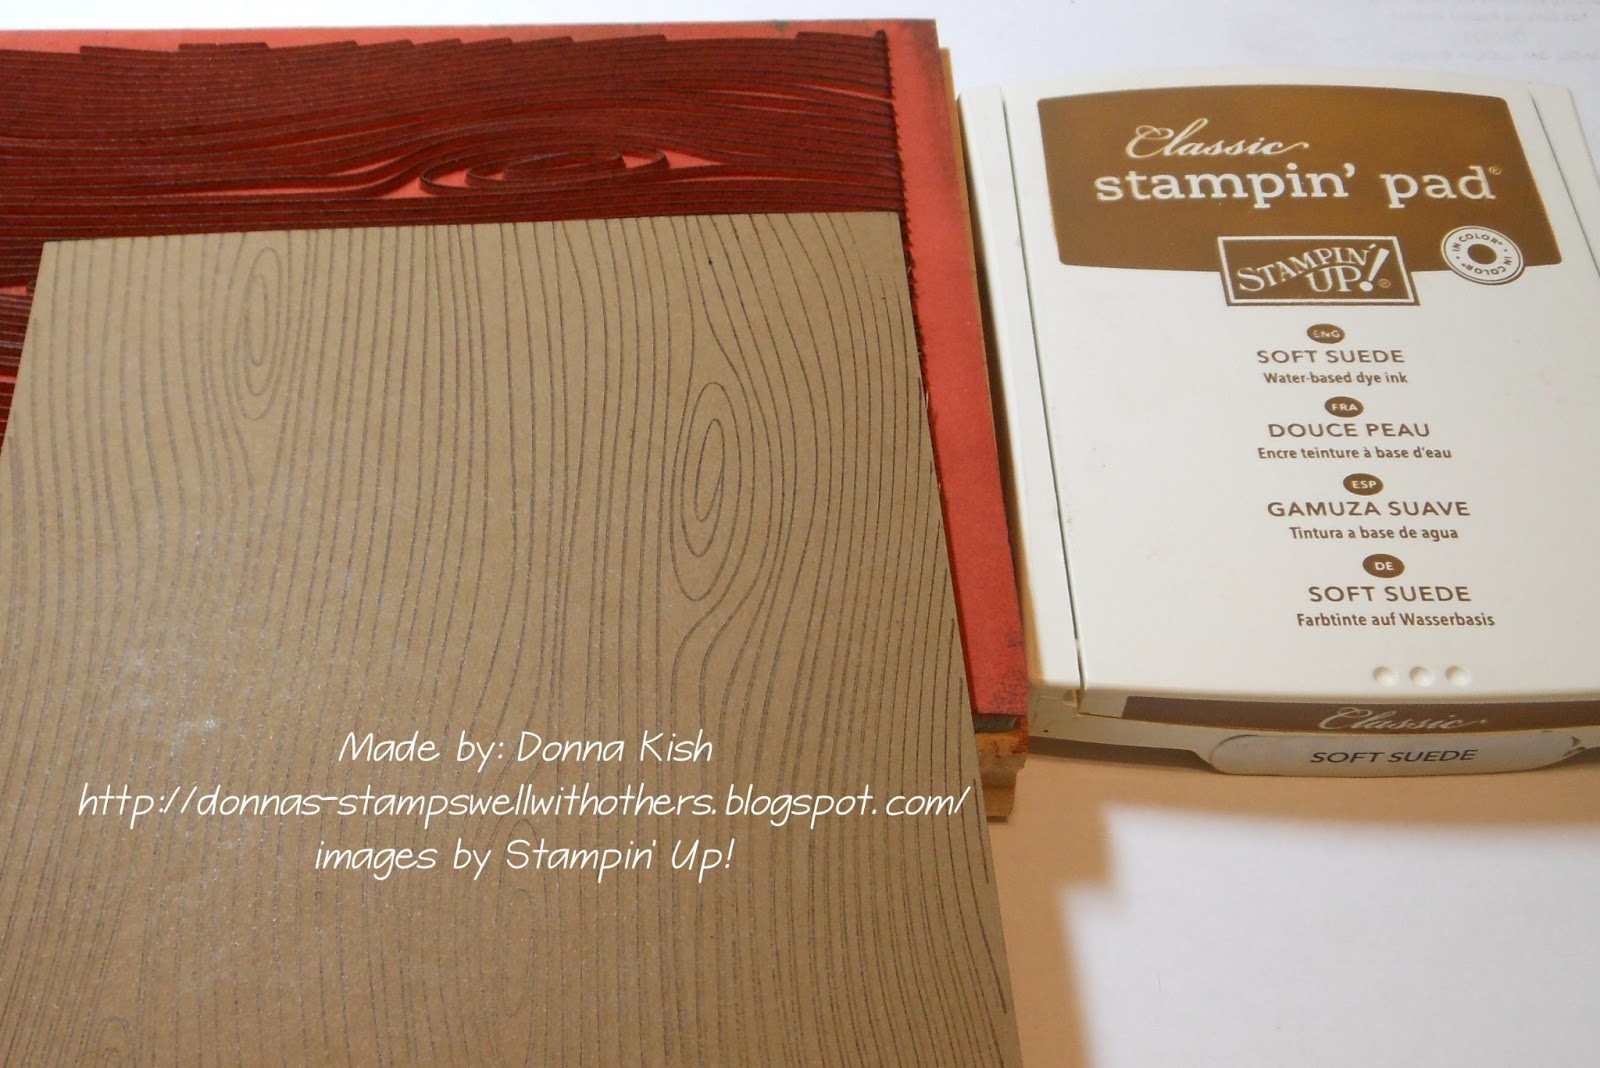 Classic
stampin' pad®
STAMPIN'
UP!®
IN COLOR® • IN COLOR® •
ENG
SOFT SUEDE
Water-based dye ink
FRA
DOUCE PEAU
Encre teinture à base d'eau
ESP
GAMUZA SUAVE
Tintura a base de agua
DE
SOFT SUEDE
Farbtinte auf Wasserbasis
Classic
SOFT SUEDE
Made by: Donna Kish
http://donnas-stampswellwithothers.blogspot.com/
images by Stampin' Up!